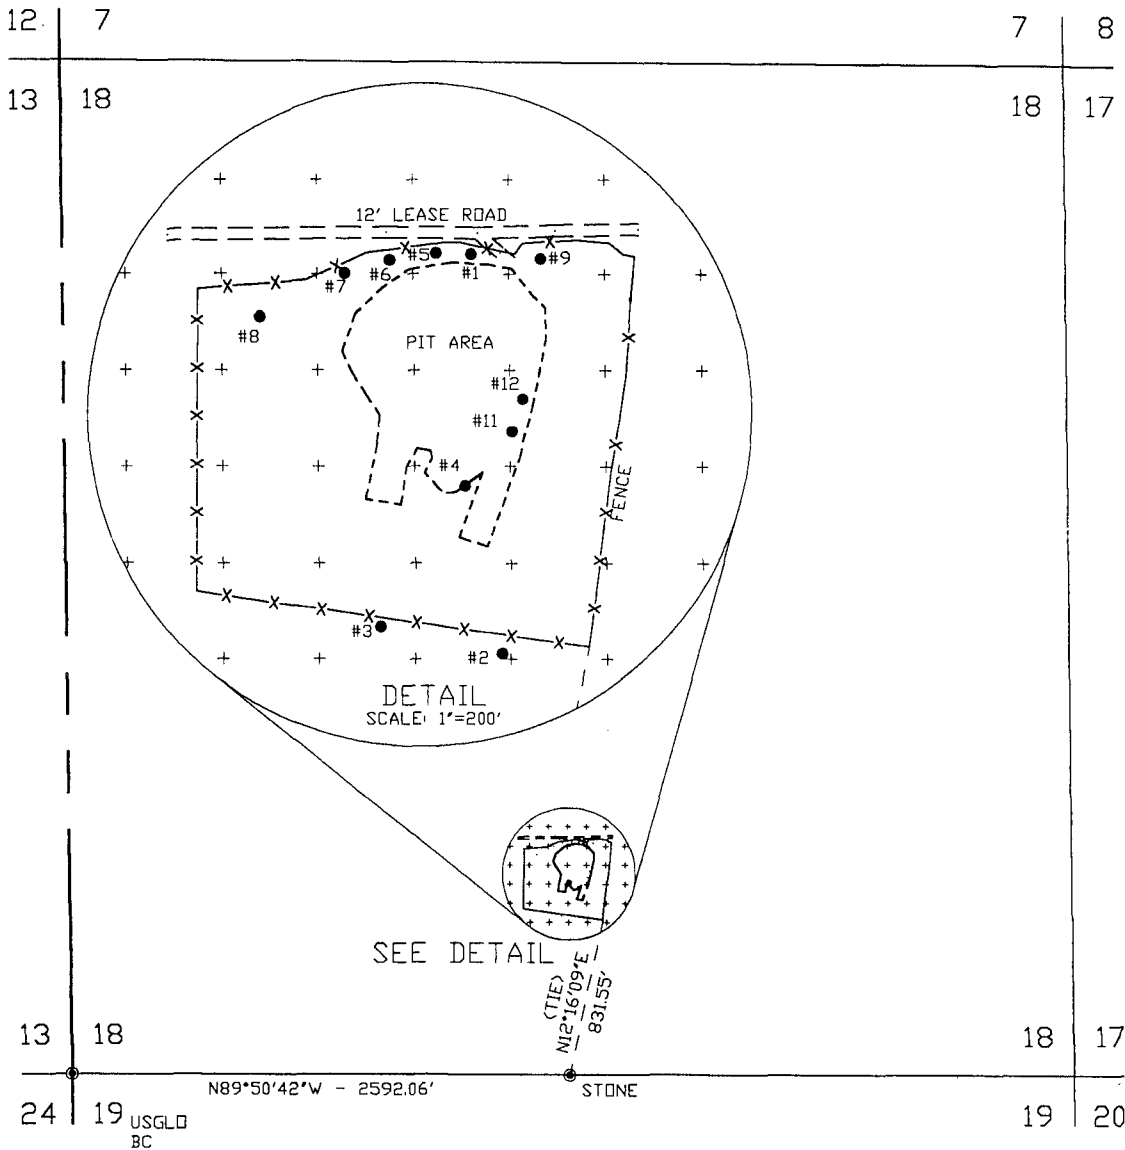 12 7
7 8
13 18
18 17
12' LEASE ROAD
#5
#1
#9
#6
#7
#8
PIT AREA
#12
#11
#4
FENCE
#3
#2
DETAIL
SCALE: 1"=200'
SEE DETAIL
(TIE)
N12°16'09"E
831.55'
13 18
18 17
N89°50'42"W - 2592.06'
STONE
24 19
USGLO
BC
19 20